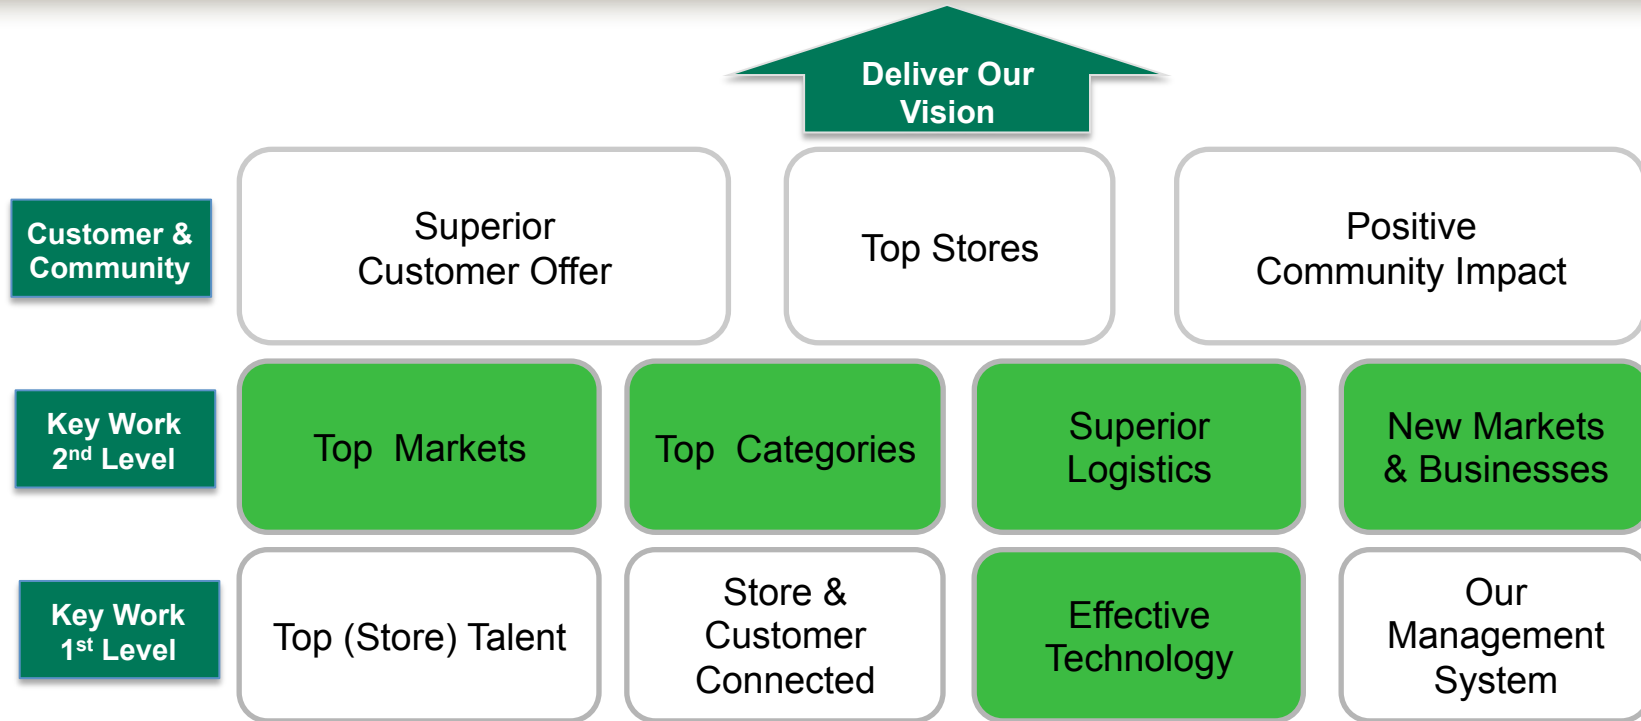 Deliver Our
Vision
Customer &
Community
Superior
Customer Offer
Top Stores
Positive
Community Impact
Key Work
2nd Level
Top Markets
Top Categories
Superior
Logistics
New Markets
& Businesses
Key Work
1st Level
Top (Store) Talent
Store &
Customer
Connected
Effective
Technology
Our
Management
System